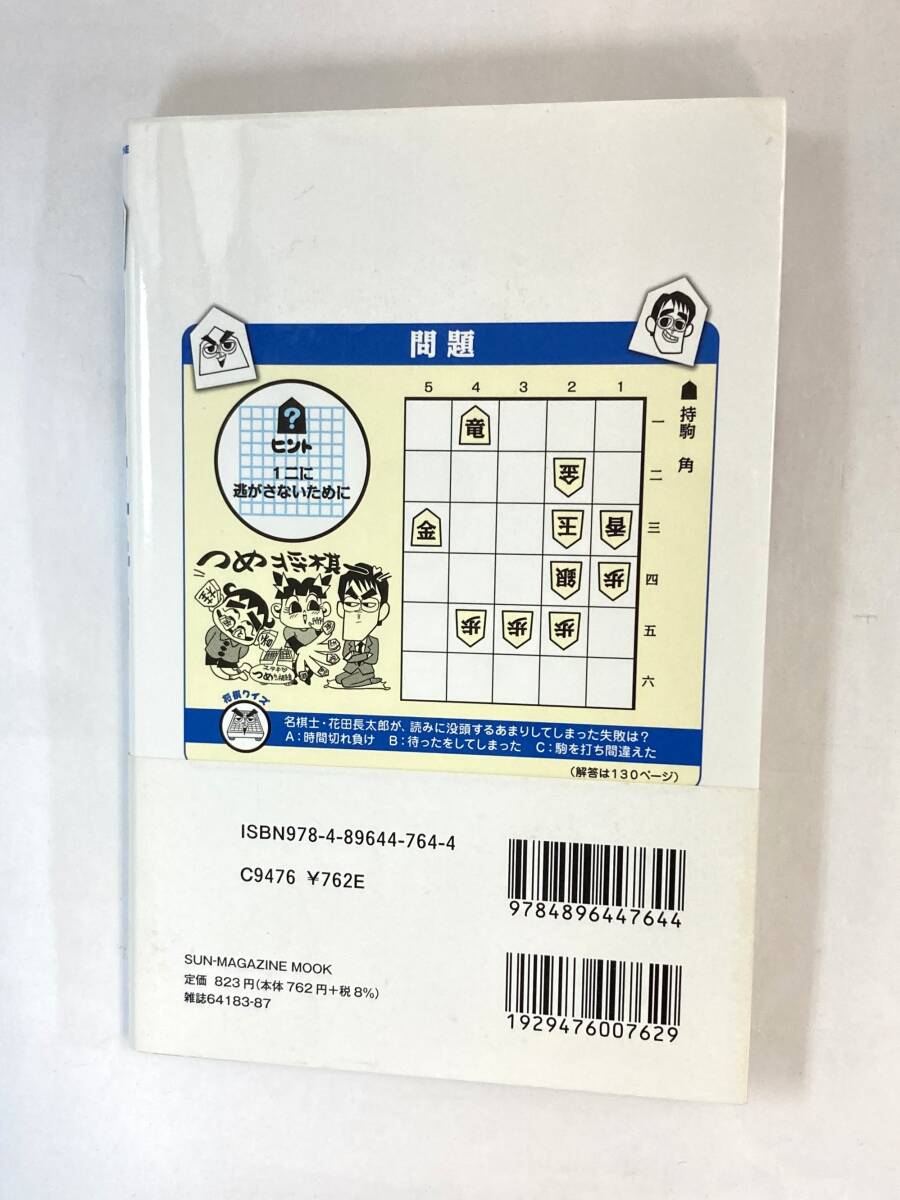 問題
?
ヒント
1二に
逃がさないために
5 4 3 2 1
竜 一
金 二
金 玉 香 三
銀 歩 四
歩 歩 歩 五
六
持駒 角
つめ将棋
将棋クイズ
名棋士・花田長太郎が、読みに没頭するあまりしてしまった失敗は?
A:時間切れ負け B:待ったをしてしまった C:駒を打ち間違えた
(解答は130ページ)
ISBN978-4-89644-764-4
C9476 ¥762E
9784896447644
SUN-MAGAZINE MOOK
定価 823円(本体 762円+税8%)
雑誌64183-87
1929476007629